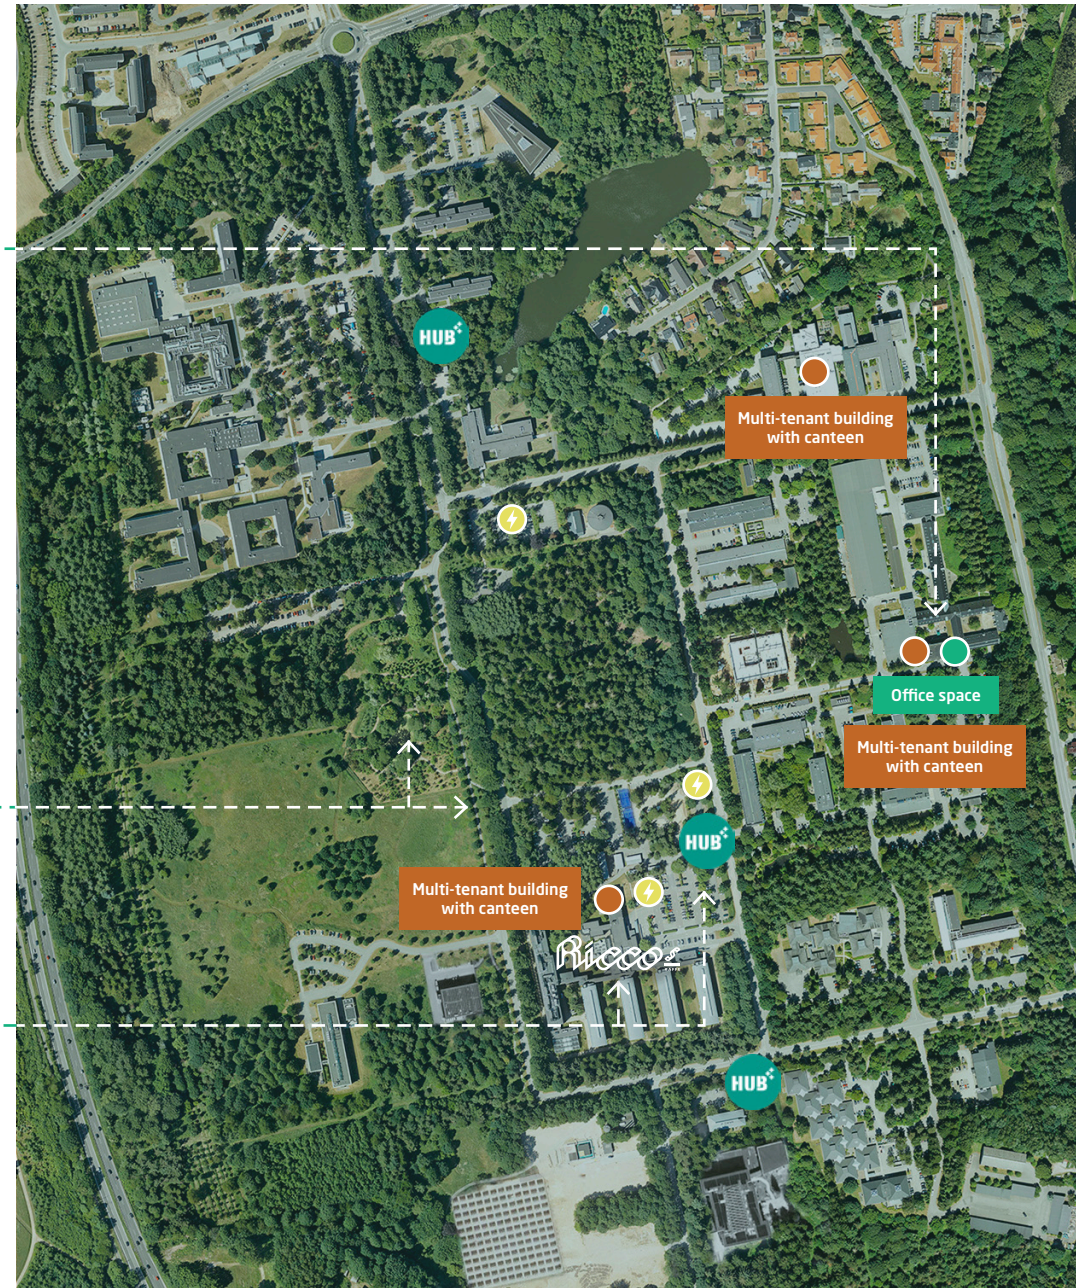 HUB
Multi-tenant building
with canteen
Office space
Multi-tenant building
with canteen
HUB
Multi-tenant building
with canteen
Riccos
HUB